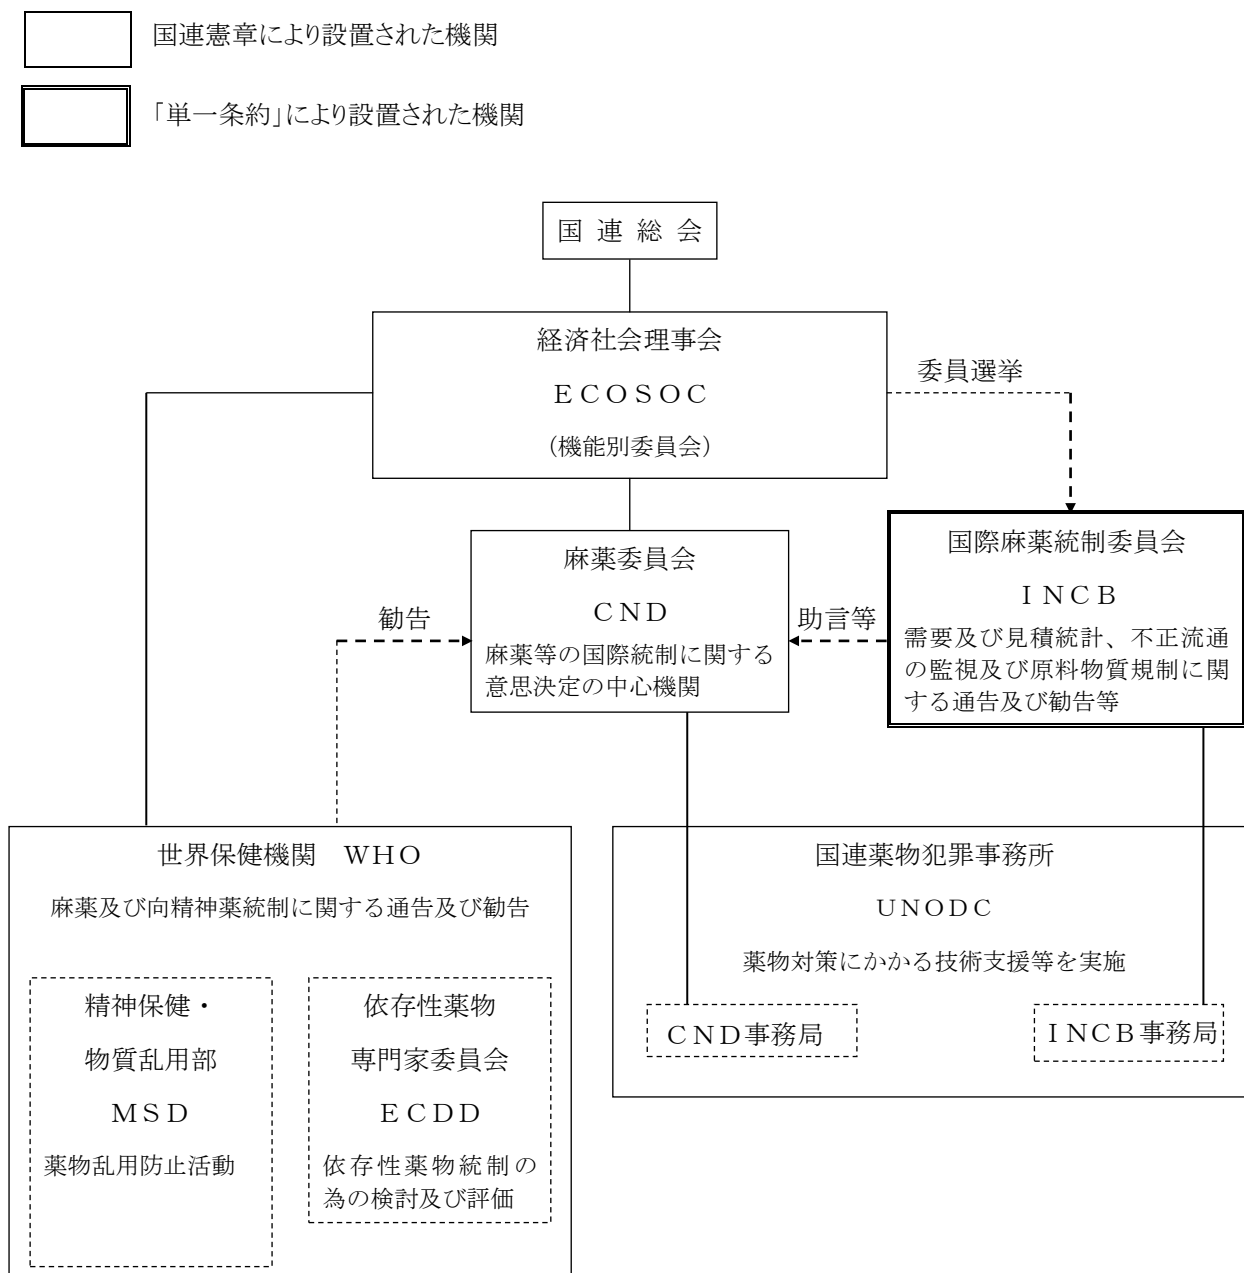 国連憲章により設置された機関
「単一条約」により設置された機関
国連総会
経済社会理事会
ＥＣＯＳＯＣ
（機能別委員会）
委員選挙
麻薬委員会
ＣＮＤ
麻薬等の国際統制に関する
意思決定の中心機関
勧告
助言等
国際麻薬統制委員会
ＩＮＣＢ
需要及び見積統計、不正流通
の監視及び原料物質規制に関
する通告及び勧告等
世界保健機関　ＷＨＯ
麻薬及び向精神薬統制に関する通告及び勧告
精神保健・
物質乱用部
ＭＳＤ
薬物乱用防止活動
依存性薬物
専門家委員会
ＥＣＤＤ
依存性薬物統制の
為の検討及び評価
国連薬物犯罪事務所
ＵＮＯＤＣ
薬物対策にかかる技術支援等を実施
ＣＮＤ事務局
ＩＮＣＢ事務局